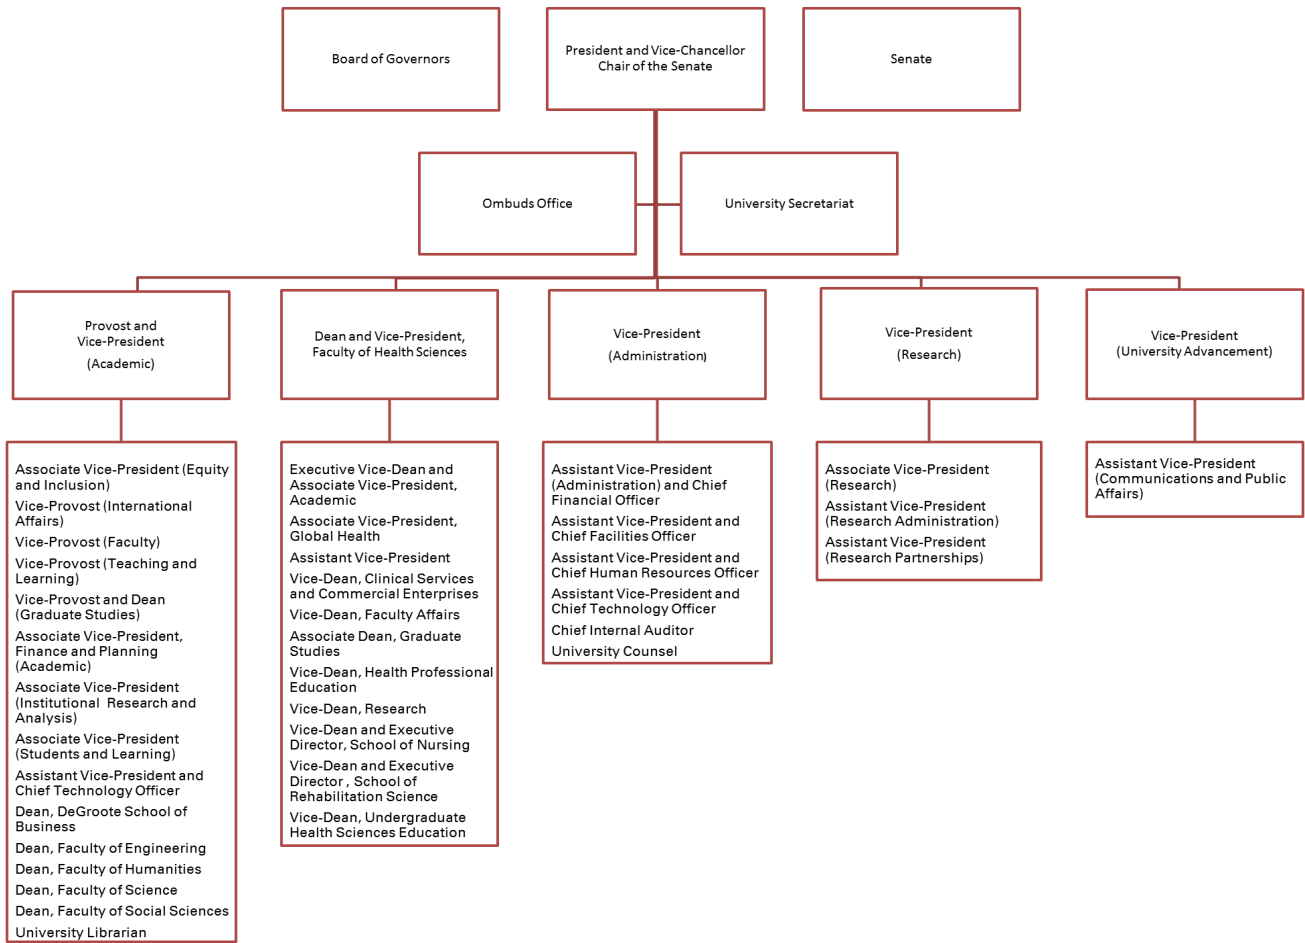 Board of Governors
President and Vice-Chancellor
Chair of the Senate
Senate
Ombuds Office
University Secretariat
Provost and
Vice-President
(Academic)
Dean and Vice-President,
Faculty of Health Sciences
Vice-President
(Administration)
Vice-President
(Research)
Vice-President
(University Advancement)
Associate Vice-President (Equity
and Inclusion)
Vice-Provost (International
Affairs)
Vice-Provost (Faculty)
Vice-Provost (Teaching and
Learning)
Vice-Provost and Dean
(Graduate Studies)
Associate Vice-President,
Finance and Planning
(Academic)
Associate Vice-President
(Institutional Research and
Analysis)
Associate Vice-President
(Students and Learning)
Assistant Vice-President and
Chief Technology Officer
Dean, DeGroote School of
Business
Dean, Faculty of Engineering
Dean, Faculty of Humanities
Dean, Faculty of Science
Dean, Faculty of Social Sciences
University Librarian
Executive Vice-Dean and
Associate Vice-President,
Academic
Associate Vice-President,
Global Health
Assistant Vice-President
Vice-Dean, Clinical Services
and Commercial Enterprises
Vice-Dean, Faculty Affairs
Associate Dean, Graduate
Studies
Vice-Dean, Health Professional
Education
Vice-Dean, Research
Vice-Dean and Executive
Director, School of Nursing
Vice-Dean and Executive
Director , School of
Rehabilitation Science
Vice-Dean, Undergraduate
Health Sciences Education
Assistant Vice-President
(Administration) and Chief
Financial Officer
Assistant Vice-President and
Chief Facilities Officer
Assistant Vice-President and
Chief Human Resources Officer
Assistant Vice-President and
Chief Technology Officer
Chief Internal Auditor
University Counsel
Associate Vice-President
(Research)
Assistant Vice-President
(Research Administration)
Assistant Vice-President
(Research Partnerships)
Assistant Vice-President
(Communications and Public
Affairs)